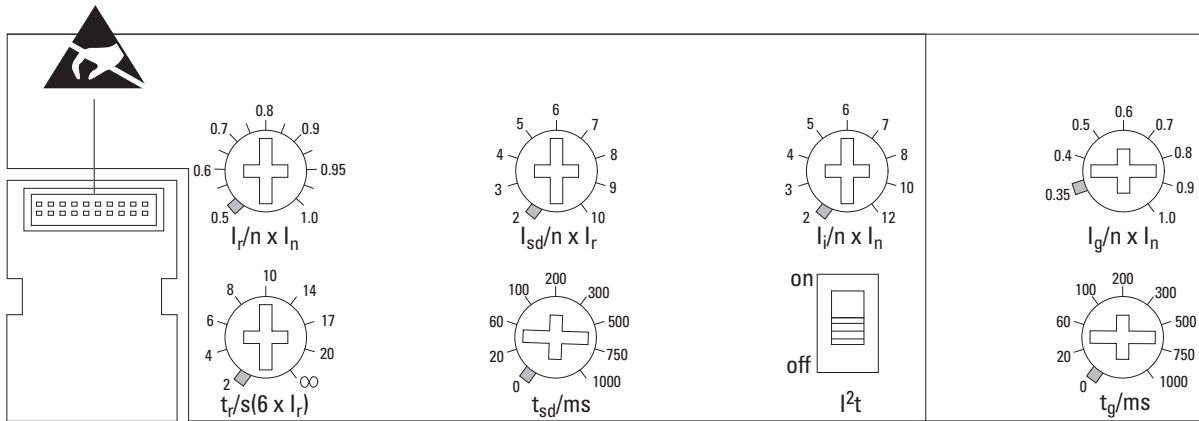 0.5 0.6 0.7 0.8 0.9 0.95 1.0
I_r/n x I_n
2 3 4 5 6 7 8 9 10
I_sd/n x I_r
2 3 4 5 6 7 8 10 12
I_i/n x I_n
0.35 0.4 0.5 0.6 0.7 0.8 0.9 1.0
I_g/n x I_n
2 4 6 8 10 14 17 20 ∞
t_r/s(6 x I_r)
0 20 60 100 200 300 500 750 1000
t_sd/ms
on
off
I²t
0 20 60 100 200 300 500 750 1000
t_g/ms